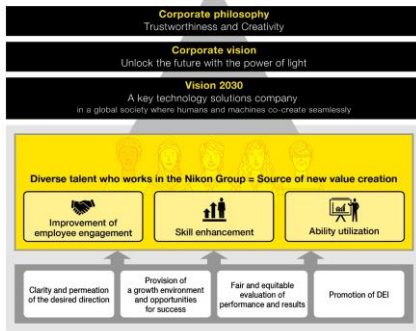 Corporate philosophy
Trustworthiness and Creativity
Corporate vision
Unlock the future with the power of light
Vision 2030
A key technology solutions company
in a global society where humans and machines co-create seamlessly
Diverse talent who works in the Nikon Group = Source of new value creation
Improvement of
employee engagement
Skill enhancement
Ability utilization
Clarity and permeation
of the desired direction
Provision of
a growth environment
and opportunities
for success
Fair and equitable
evaluation of
performance and results
Promotion of DEI